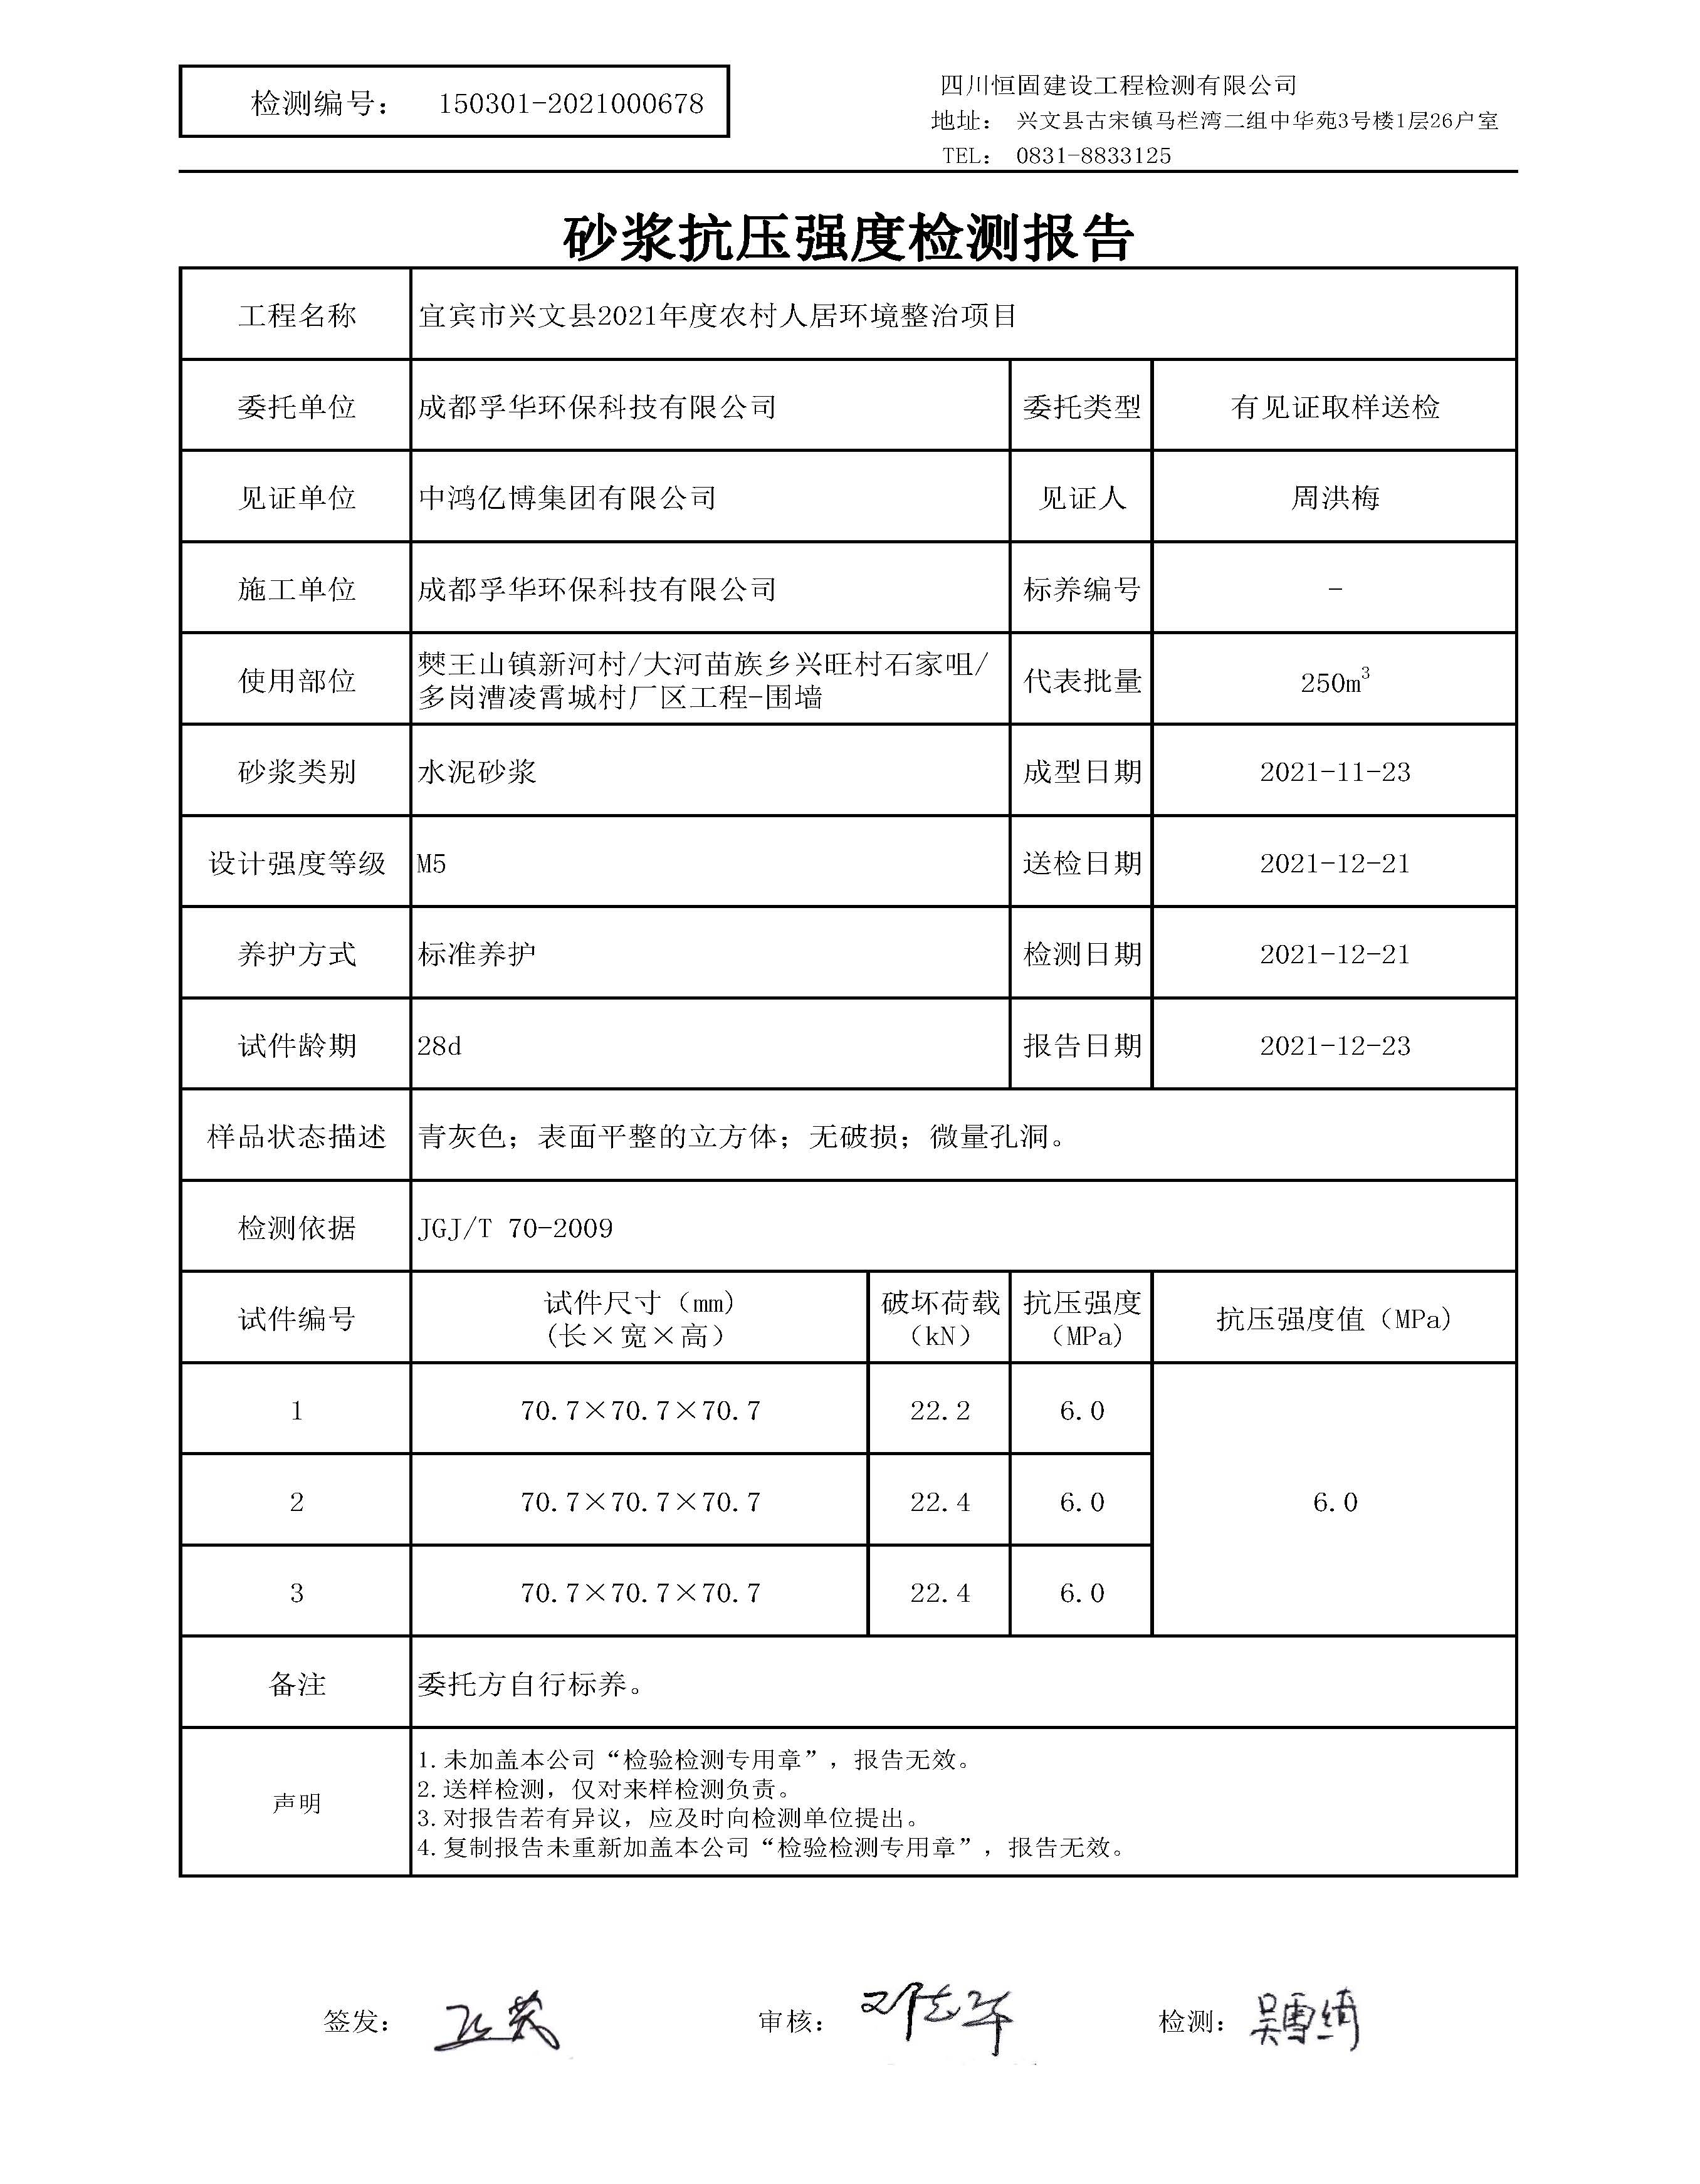 检测编号： 150301-2021000678
四川恒固建设工程检测有限公司
地址： 兴文县古宋镇马栏湾二组中华苑3号楼1层26户室
TEL： 0831-8833125
砂浆抗压强度检测报告
工程名称 宜宾市兴文县2021年度农村人居环境整治项目
委托单位 成都孚华环保科技有限公司 委托类型 有见证取样送检
见证单位 中鸿亿博集团有限公司 见证人 周洪梅
施工单位 成都孚华环保科技有限公司 标养编号 -
使用部位 僰王山镇新河村/大河苗族乡兴旺村石家咀/
多岗漕凌霄城村厂区工程-围墙 代表批量 250m³
砂浆类别 水泥砂浆 成型日期 2021-11-23
设计强度等级 M5 送检日期 2021-12-21
养护方式 标准养护 检测日期 2021-12-21
试件龄期 28d 报告日期 2021-12-23
样品状态描述 青灰色；表面平整的立方体；无破损；微量孔洞。
检测依据 JGJ/T 70-2009
试件编号 试件尺寸（mm）
(长×宽×高） 破坏荷载
（kN） 抗压强度
（MPa) 抗压强度值（MPa)
1 70.7×70.7×70.7 22.2 6.0
2 70.7×70.7×70.7 22.4 6.0 6.0
3 70.7×70.7×70.7 22.4 6.0
备注 委托方自行标养。
声明
1.未加盖本公司“检验检测专用章”，报告无效。
2.送样检测，仅对来样检测负责。
3.对报告若有异议，应及时向检测单位提出。
4.复制报告未重新加盖本公司“检验检测专用章”，报告无效。
签发： 审核： 检测：吴雪绮